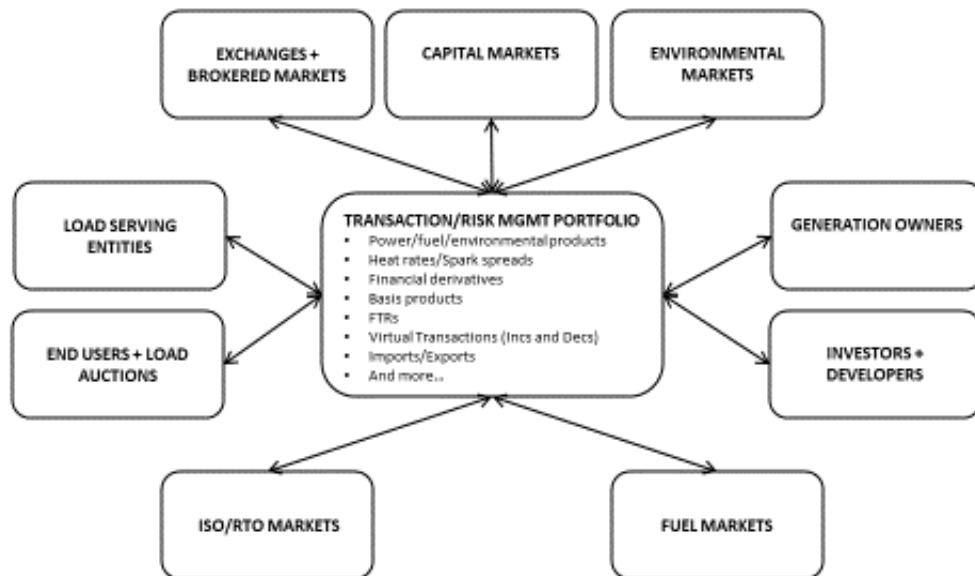 EXCHANGES +
BROKERED MARKETS
CAPITAL MARKETS
ENVIRONMENTAL
MARKETS
LOAD SERVING
ENTITIES
TRANSACTION/RISK MGMT PORTFOLIO
▪ Power/fuel/environmental products
▪ Heat rates/Spark spreads
▪ Financial derivatives
▪ Basis products
▪ FTRs
▪ Virtual Transactions (Incs and Decs)
▪ Imports/Exports
▪ And more...
GENERATION OWNERS
END USERS + LOAD
AUCTIONS
INVESTORS +
DEVELOPERS
ISO/RTO MARKETS
FUEL MARKETS